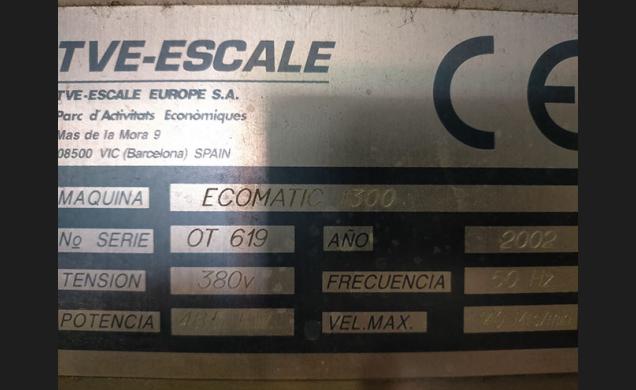 TVE-ESCALE
TVE-ESCALE EUROPE S.A.
Parc d'Activitats Econòmiques
Mas de la Mora 9
08500 VIC (Barcelona) SPAIN
CE
MAQUINA ECOMATIC 1300
Nº SERIE OT 619 AÑO 2002
TENSION 380v FRECUENCIA 50 Hz
POTENCIA VEL.MAX.